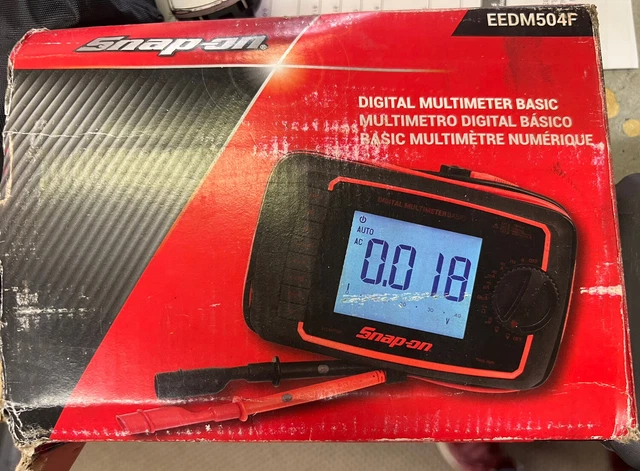 Snap-on
EEDM504F
DIGITAL MULTIMETER BASIC
MULTIMETRO DIGITAL BÁSICO
BASIC MULTIMÈTRE NUMÉRIQUE
DIGITAL MULTIMETER BASIC
AUTO
AC
0.018
V
Snap-on